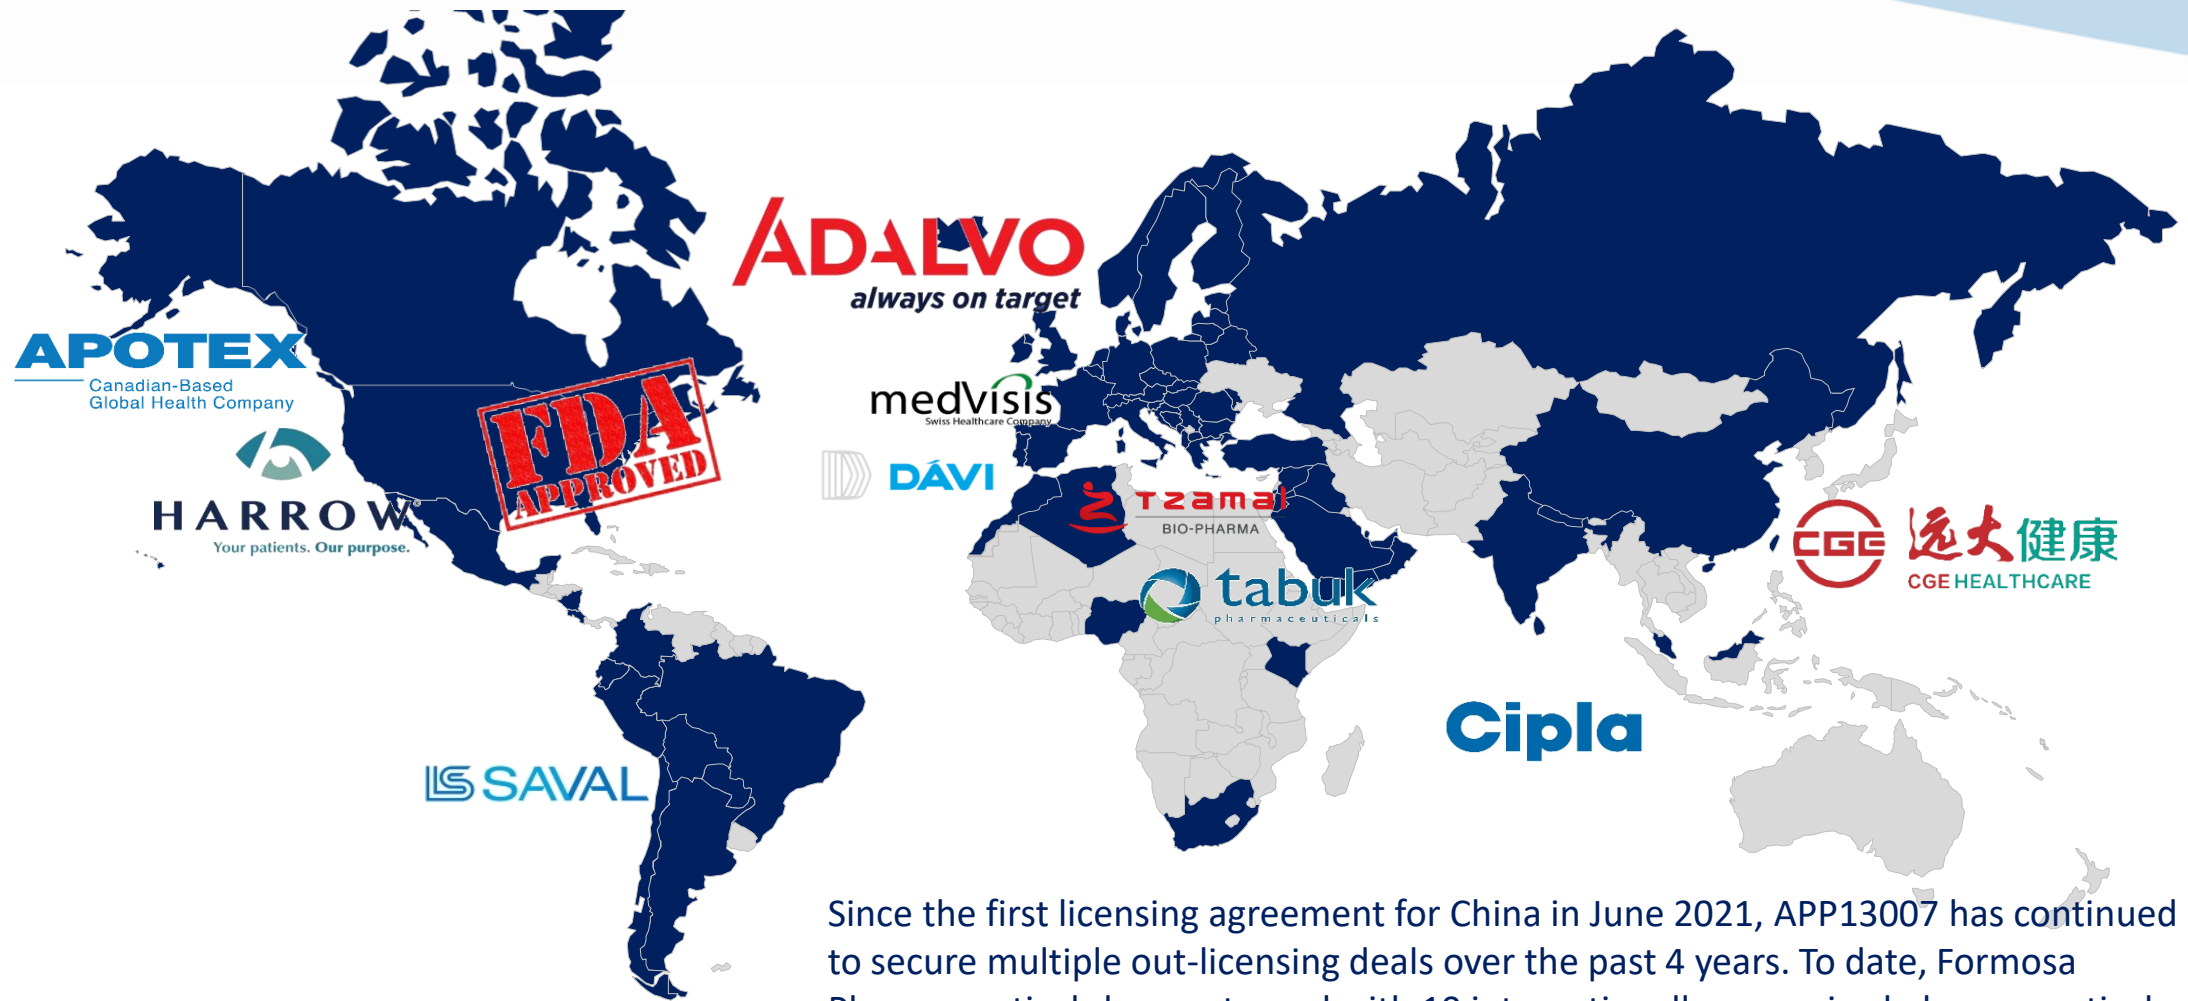 ADALVO
always on target
APOTEX
Canadian-Based
Global Health Company
FDA
APPROVED
medvisis
Swiss Healthcare Company
DÁVI
HARROW
Your patients. Our purpose.
Tzamal
BIO-PHARMA
CGE 远大健康
CGE HEALTHCARE
tabuk
pharmaceuticals
Cipla
LS SAVAL
Since the first licensing agreement for China in June 2021, APP13007 has continued
to secure multiple out-licensing deals over the past 4 years. To date, Formosa